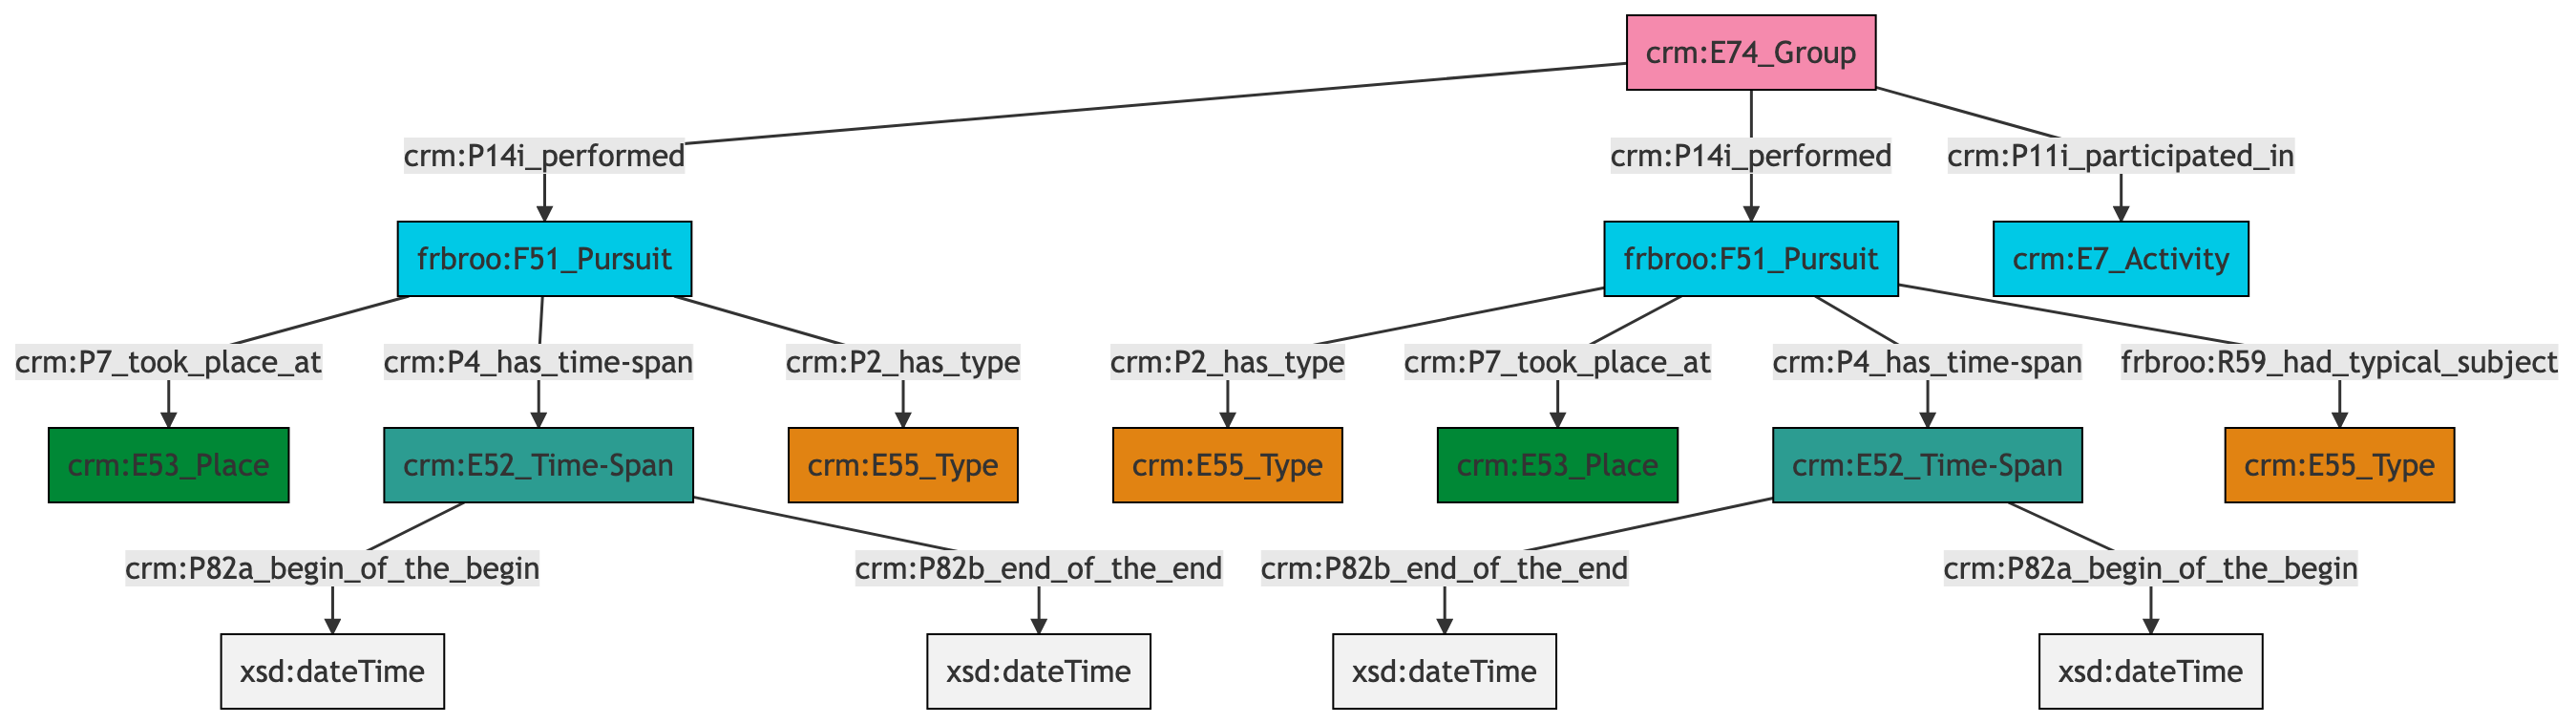 crm:E74_Group
crm:P14i_performed
crm:P14i_performed
crm:P11i_participated_in
frbroo:F51_Pursuit
frbroo:F51_Pursuit
crm:E7_Activity
crm:P7_took_place_at
crm:P4_has_time-span
crm:P2_has_type
crm:P2_has_type
crm:P7_took_place_at
crm:P4_has_time-span
frbroo:R59_had_typical_subject
crm:E53_Place
crm:E52_Time-Span
crm:E55_Type
crm:E55_Type
crm:E53_Place
crm:E52_Time-Span
crm:E55_Type
crm:P82a_begin_of_the_begin
crm:P82b_end_of_the_end
crm:P82b_end_of_the_end
crm:P82a_begin_of_the_begin
xsd:dateTime
xsd:dateTime
xsd:dateTime
xsd:dateTime